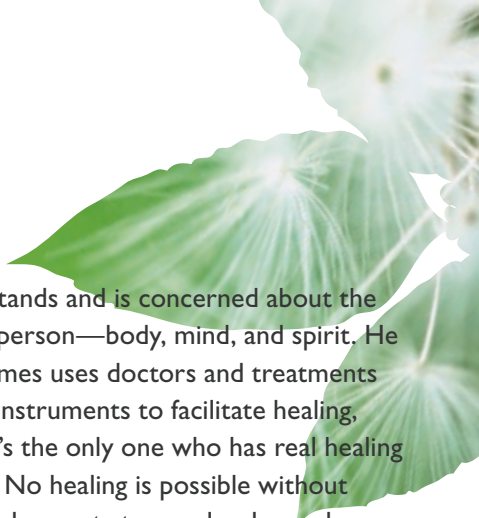 tands and is concerned about the
person—body, mind, and spirit. He
mes uses doctors and treatments
nstruments to facilitate healing,
’s the only one who has real healing
No healing is possible without